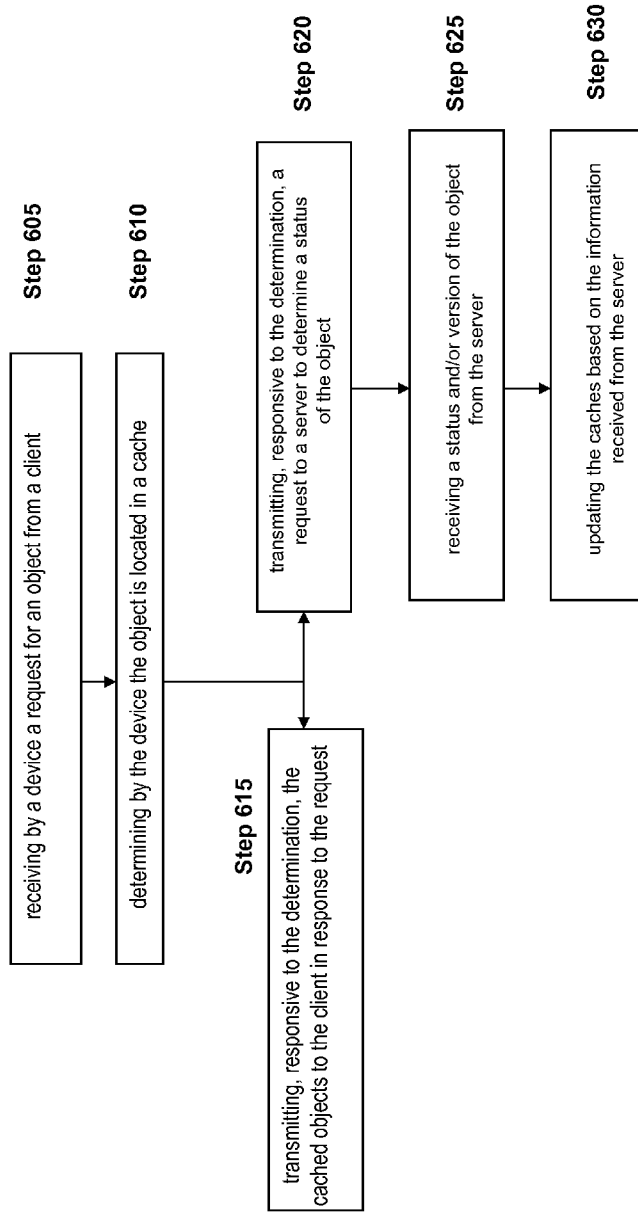 receiving by a device a request for an object from a client
Step 605
determining by the device the object is located in a cache
Step 610
Step 615
transmitting, responsive to the determination, the
cached objects to the client in response to the request
transmitting, responsive to the determination, a
request to a server to determine a status
of the object
Step 620
receiving a status and/or version of the object
from the server
Step 625
updating the caches based on the information
received from the server
Step 630